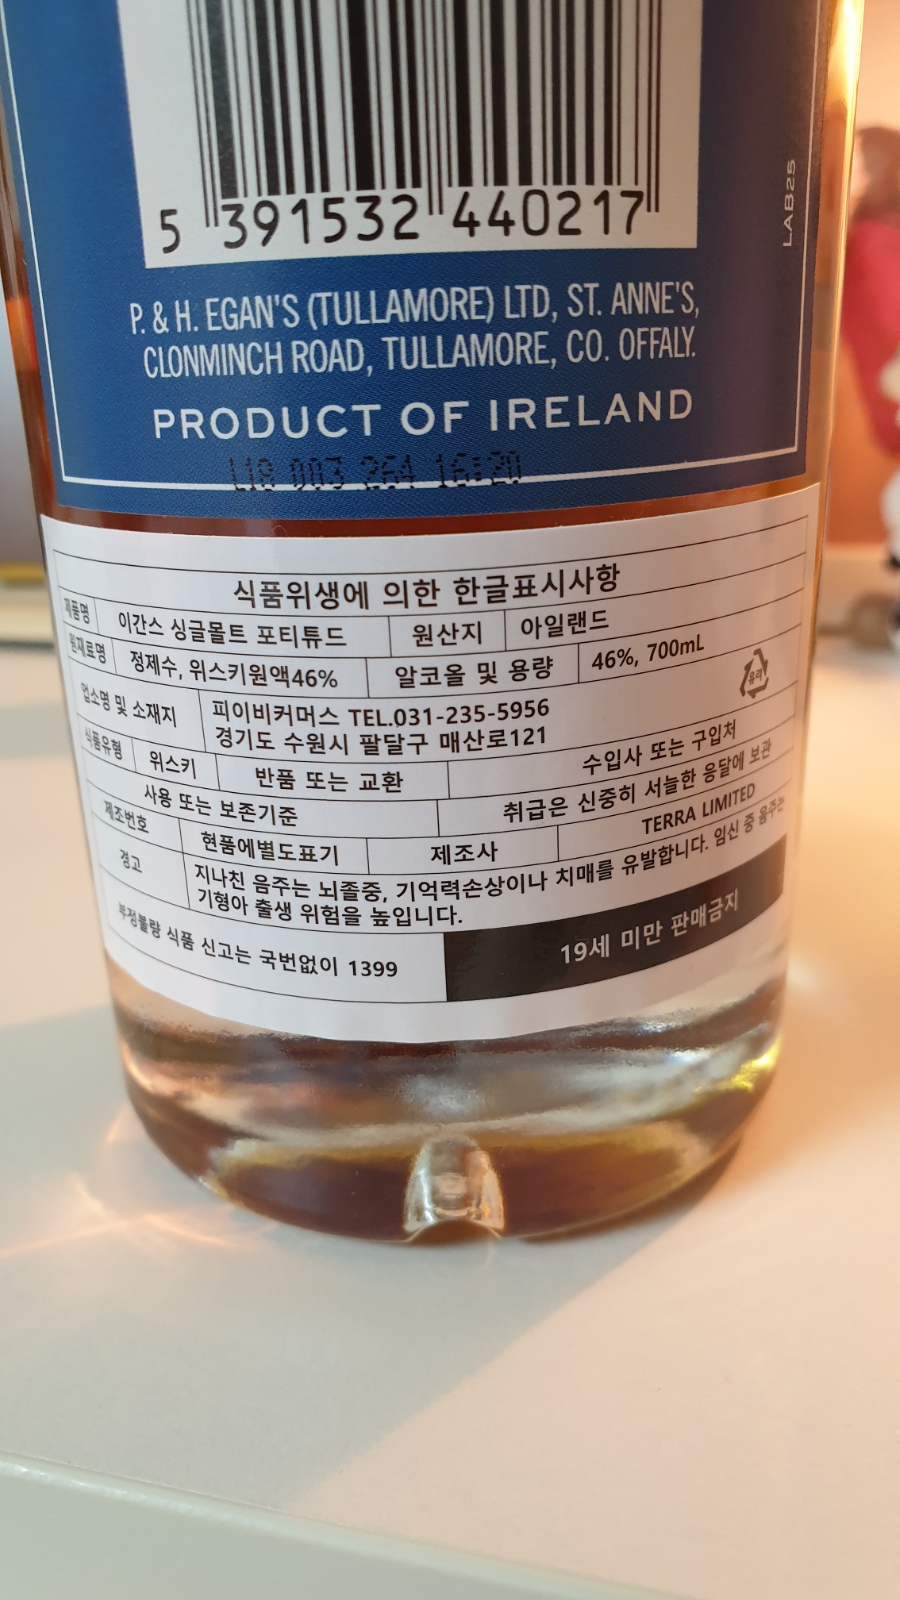 5 391532 440217
LAB25
P. & H. EGAN'S (TULLAMORE) LTD, ST. ANNE'S,
CLONMINCH ROAD, TULLAMORE, CO. OFFALY.
PRODUCT OF IRELAND
L18 003 264 16:20
식품위생에 의한 한글표시사항
제품명 이간스 싱글몰트 포티튜드 원산지 아일랜드
원재료명 정제수, 위스키원액46% 알코올 및 용량 46%, 700mL
유리
업소명 및 소재지 피이비커머스 TEL.031-235-5956
경기도 수원시 팔달구 매산로121
식품유형 위스키 반품 또는 교환 수입사 또는 구입처
사용 또는 보존기준 취급은 신중히 서늘한 응달에 보관
제조번호 현품에별도표기 제조사 TERRA LIMITED
경고 지나친 음주는 뇌졸중, 기억력손상이나 치매를 유발합니다. 임신 중 음주는
기형아 출생 위험을 높입니다.
부정불량 식품 신고는 국번없이 1399 19세 미만 판매금지